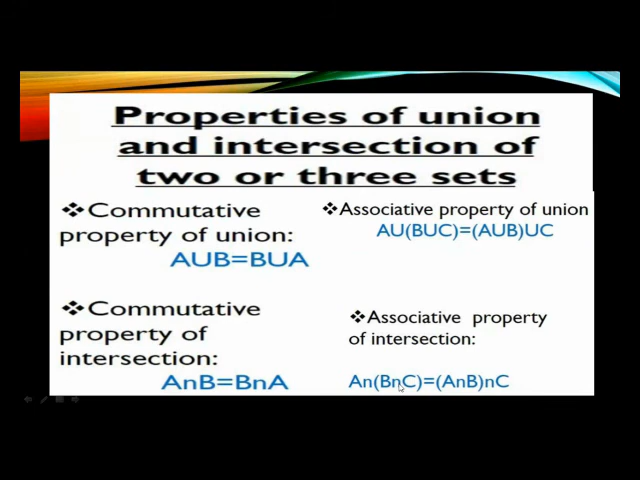 Properties of union
and intersection of
two or three sets
❖Commutative
property of union:
AUB=BUA
❖Commutative
property of
intersection:
AnB=BnA
❖Associative property of union
AU(BUC)=(AUB)UC
❖Associative property
of intersection:
An(BnC)=(AnB)nC